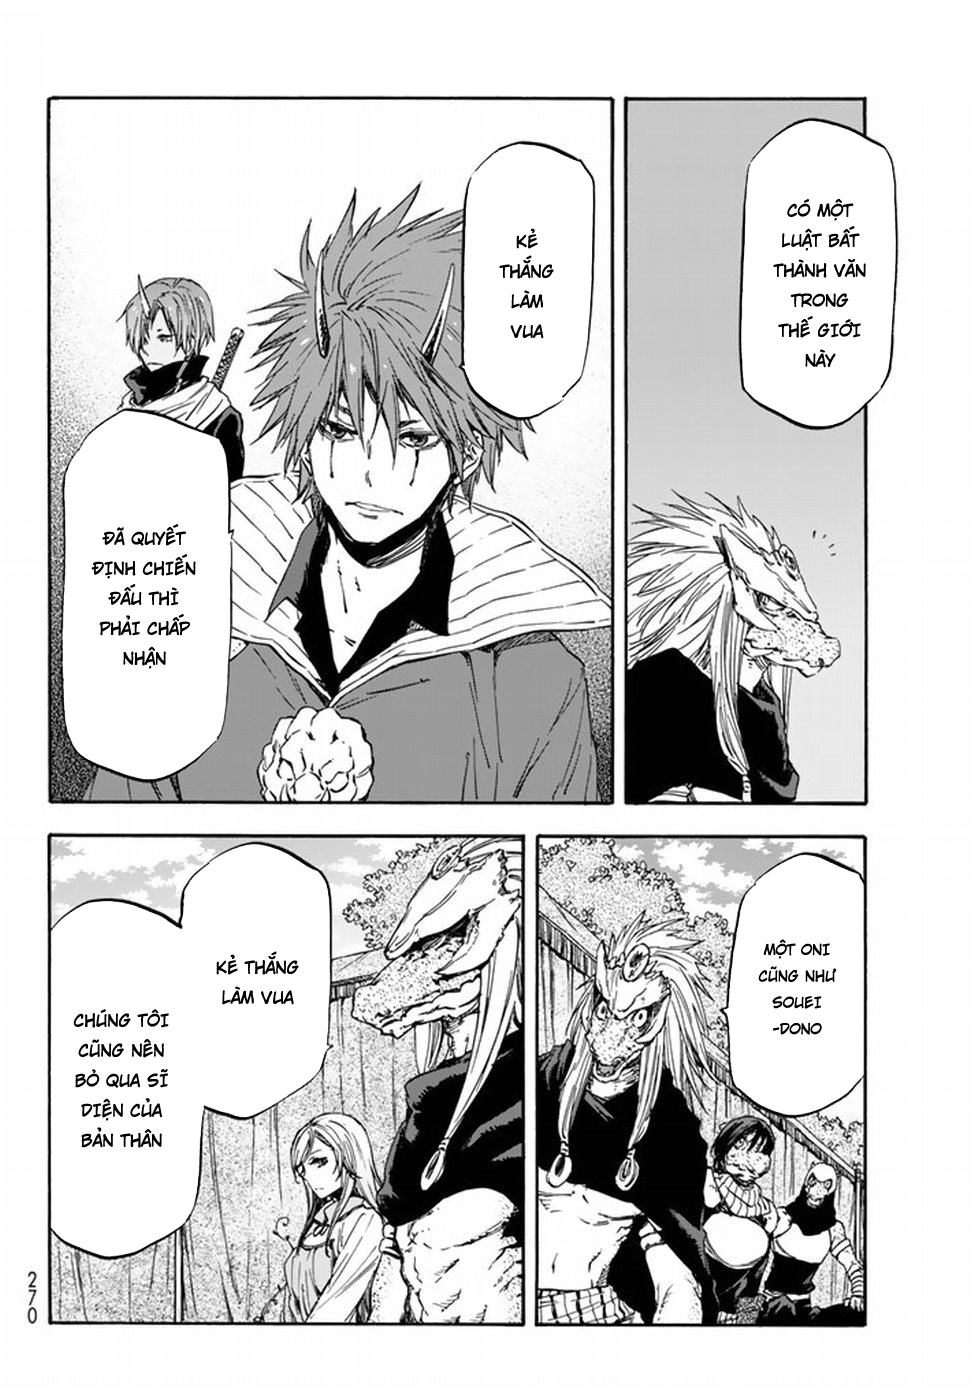 CÓ MỘT
LUẬT BẤT
THÀNH VĂN
TRONG
THẾ GIỚI
NÀY
KẺ
THẮNG
LÀM
VUA
ĐÃ QUYẾT
ĐỊNH CHIẾN
ĐẤU THÌ
PHẢI CHẤP
NHẬN
MỘT ONI
CŨNG NHƯ
SOUEI
-DONO
KẺ THẮNG
LÀM VUA
CHÚNG TÔI
CŨNG NÊN
BỎ QUA SĨ
DIỆN CỦA
BẢN THÂN
270